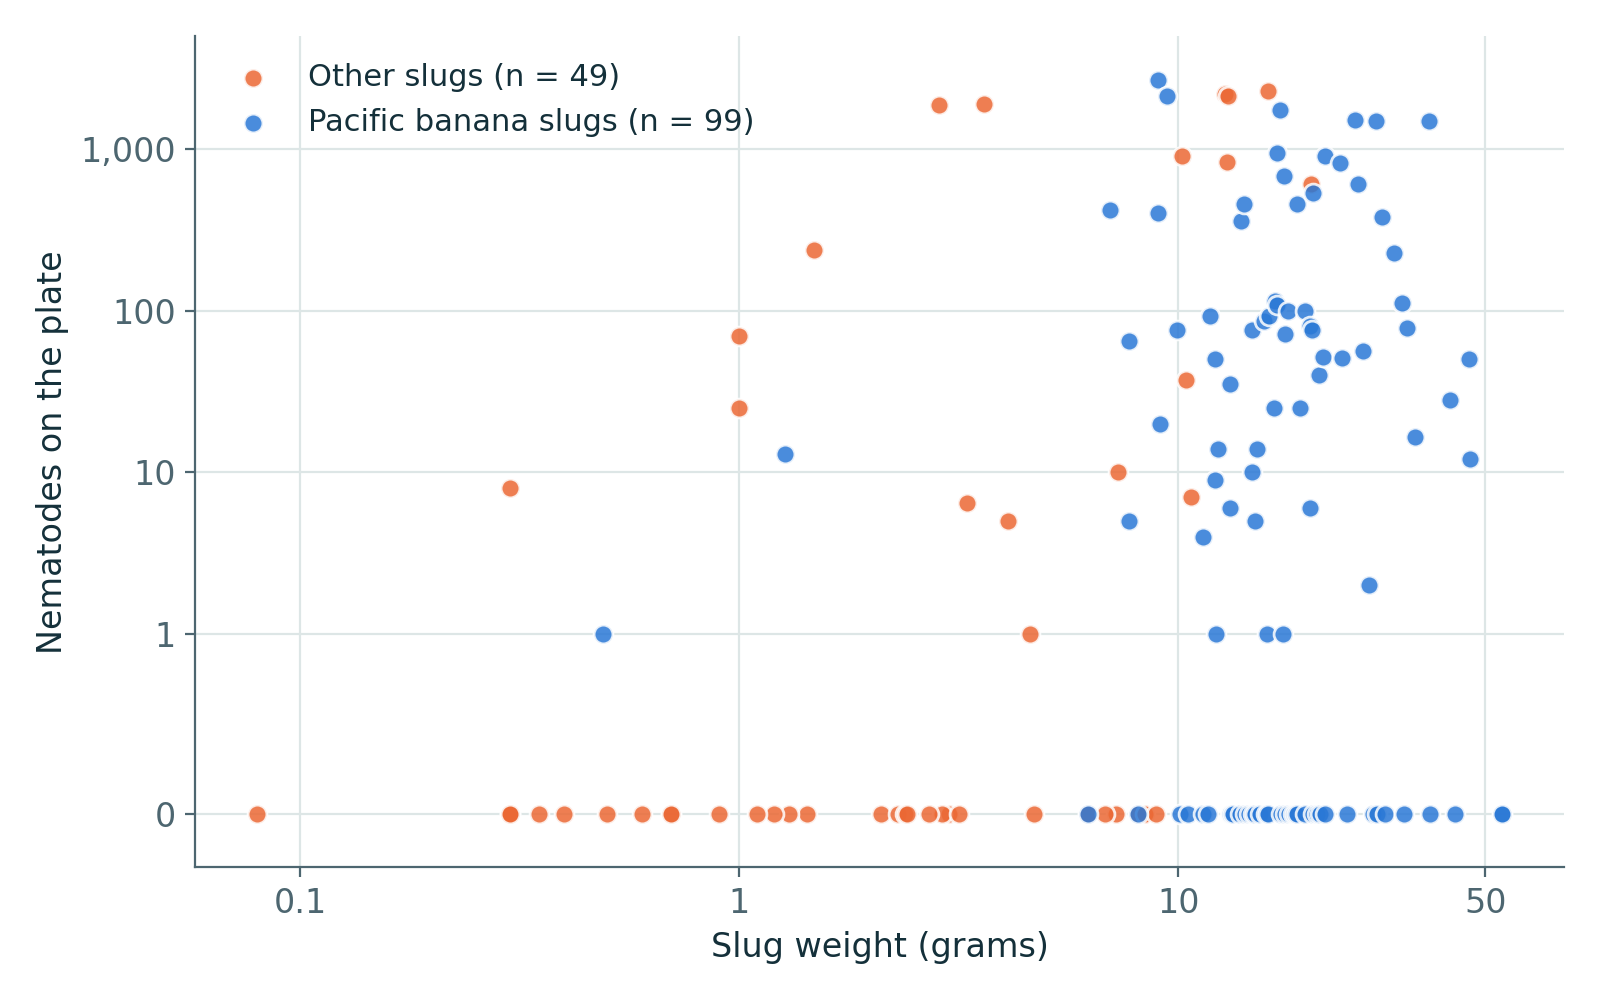 Other slugs (n = 49)
Pacific banana slugs (n = 99)
Nematodes on the plate
1,000
100
10
1
0
0.1
1
10
50
Slug weight (grams)